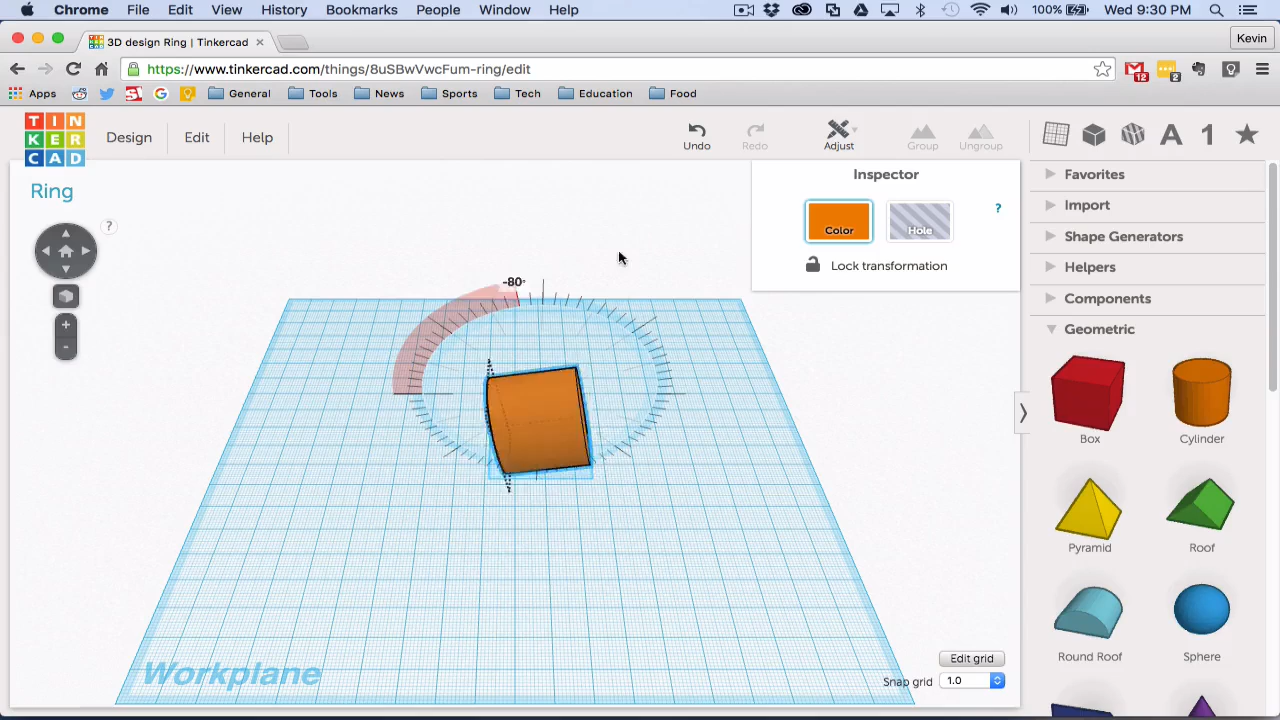 Chrome File Edit View History Bookmarks People Window Help 100% Wed 9:30 PM
3D design Ring | Tinkercad × Kevin
https://www.tinkercad.com/things/8uSBwVwcFum-ring/edit 12 2
Apps General Tools News Sports Tech Education Food
TIN
KER
CAD
Design Edit Help Undo Redo Adjust Group Ungroup A 1
Ring
?
+
-
-80°
Workplane
Inspector
Color Hole ?
Lock transformation
Favorites
Import
Shape Generators
Helpers
Components
Geometric
Box Cylinder
Pyramid Roof
Round Roof Sphere
Edit grid
Snap grid 1.0